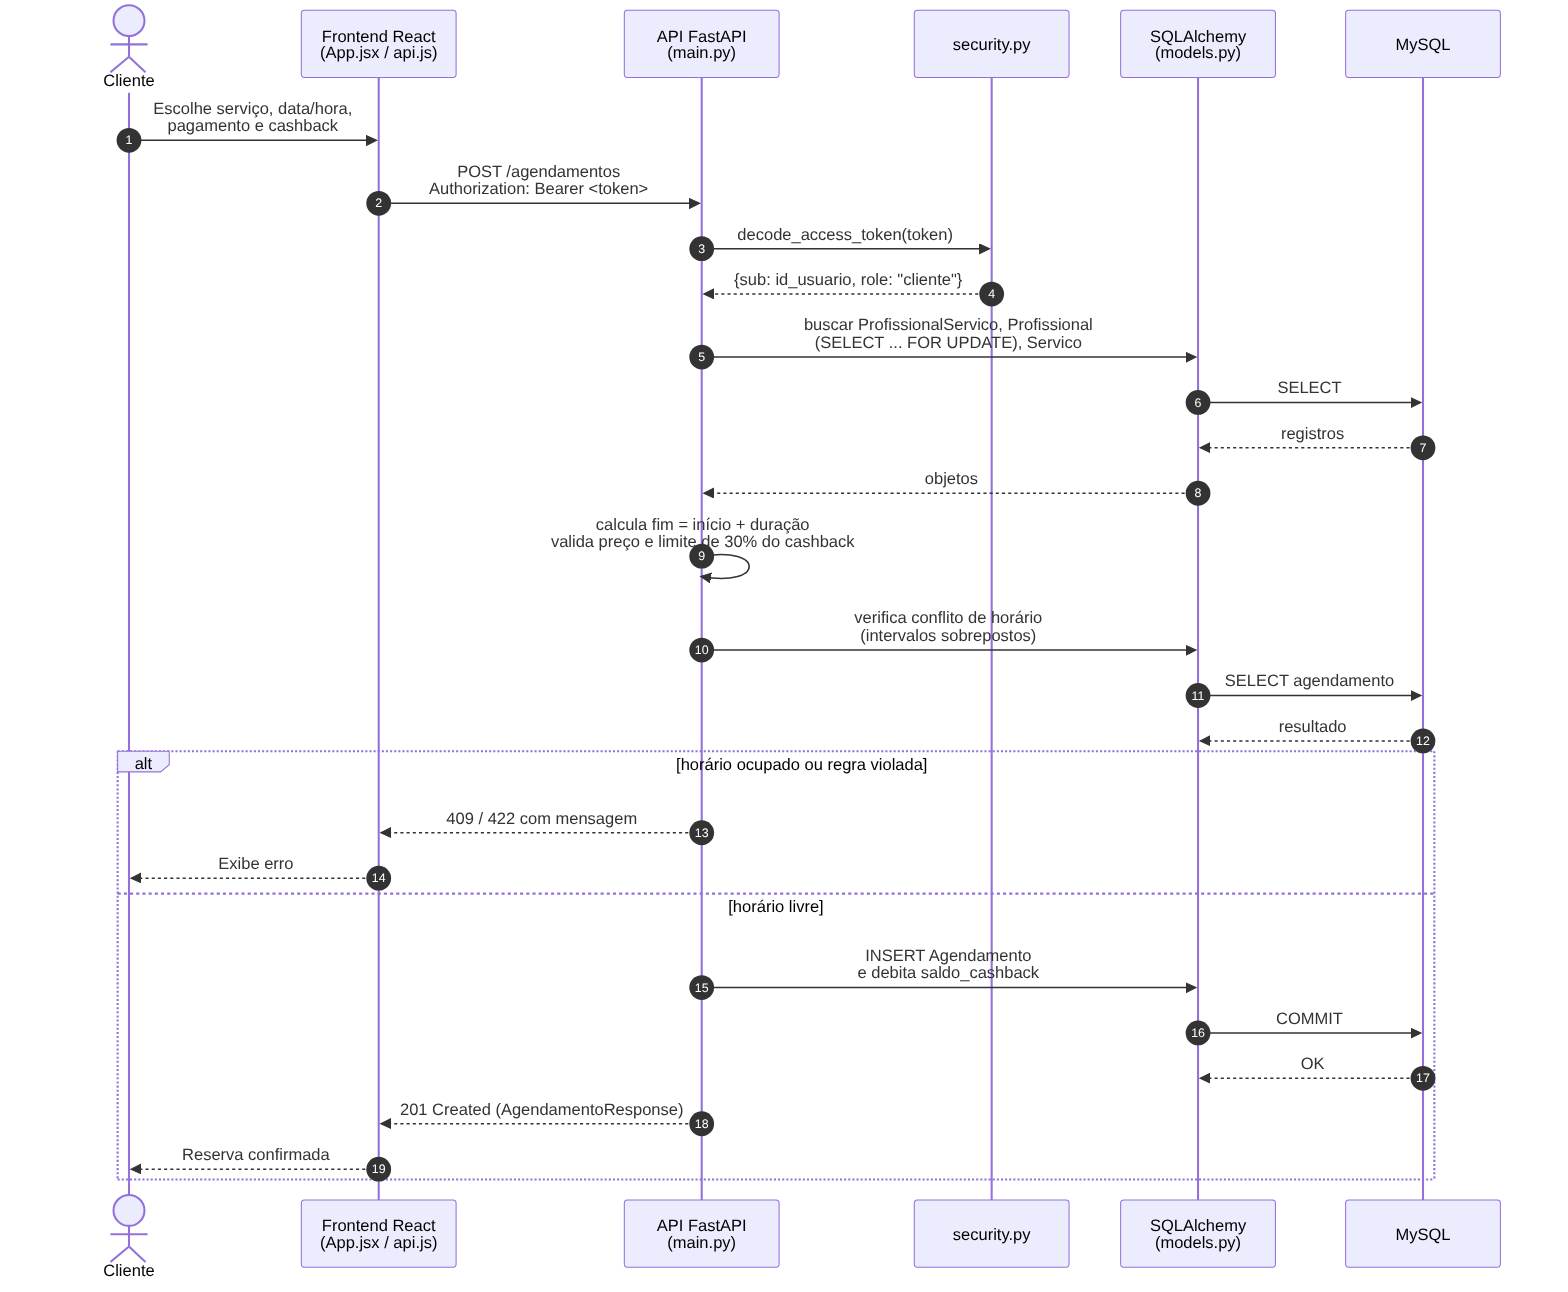 Cliente
Frontend React
(App.jsx / api.js)
API FastAPI
(main.py)
security.py
SQLAlchemy
(models.py)
MySQL
Escolhe serviço, data/hora,
pagamento e cashback
1
POST /agendamentos
Authorization: Bearer <token>
2
decode_access_token(token)
3
{sub: id_usuario, role: "cliente"}
4
buscar ProfissionalServico, Profissional
(SELECT ... FOR UPDATE), Servico
5
SELECT
6
registros
7
objetos
8
calcula fim = início + duração
valida preço e limite de 30% do cashback
9
verifica conflito de horário
(intervalos sobrepostos)
10
SELECT agendamento
11
resultado
12
alt
[horário ocupado ou regra violada]
409 / 422 com mensagem
13
Exibe erro
14
[horário livre]
INSERT Agendamento
e debita saldo_cashback
15
COMMIT
16
OK
17
201 Created (AgendamentoResponse)
18
Reserva confirmada
19
Cliente
Frontend React
(App.jsx / api.js)
API FastAPI
(main.py)
security.py
SQLAlchemy
(models.py)
MySQL